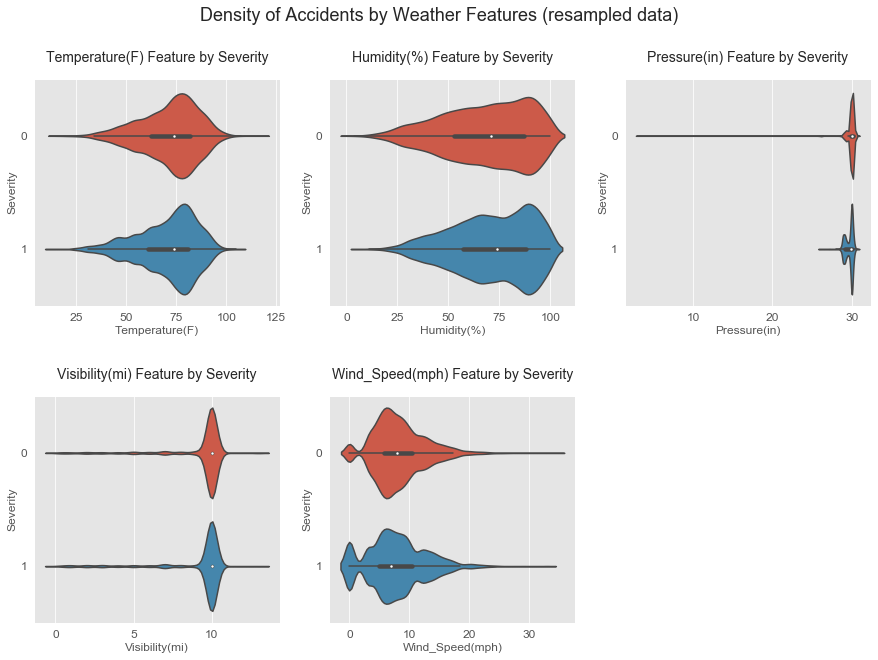 Density of Accidents by Weather Features (resampled data)
Temperature(F) Feature by Severity
Severity
0
1
25 50 75 100 125
Temperature(F)
Humidity(%) Feature by Severity
0
1
0 25 50 75 100
Humidity(%)
Severity
Pressure(in) Feature by Severity
Severity
0
1
10 20 30
Pressure(in)
Visibility(mi) Feature by Severity
Severity
0
1
0 5 10
Visibility(mi)
Wind_Speed(mph) Feature by Severity
Severity
0
1
0 10 20 30
Wind_Speed(mph)